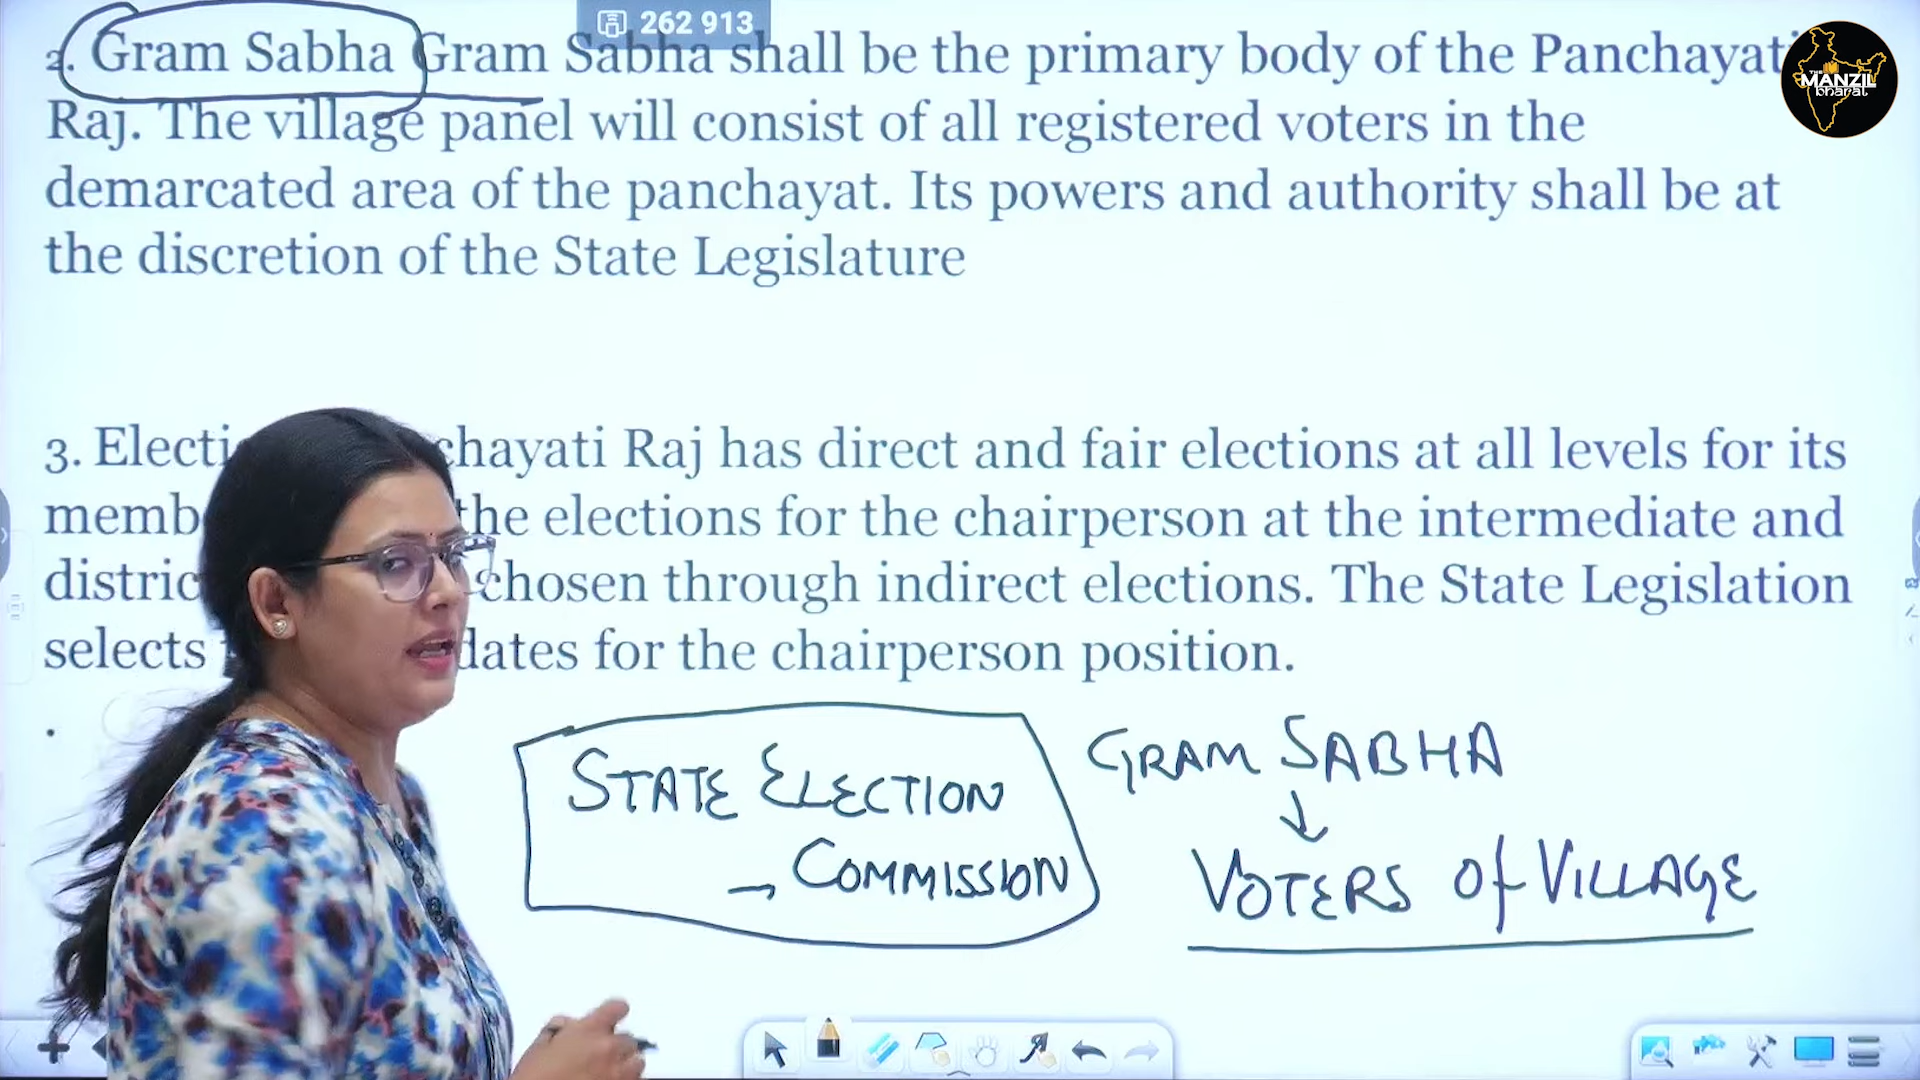 262 913
2. Gram Sabha Gram Sabha shall be the primary body of the Panchayati
THE MANZIL bharat
Raj. The village panel will consist of all registered voters in the
demarcated area of the panchayat. Its powers and authority shall be at
the discretion of the State Legislature
3. Electi chayati Raj has direct and fair elections at all levels for its
memb the elections for the chairperson at the intermediate and
distric chosen through indirect elections. The State Legislation
selects dates for the chairperson position.
STATE ELECTION
→ COMMISSION
GRAM SABHA
↓
VOTERS of VILLAGE